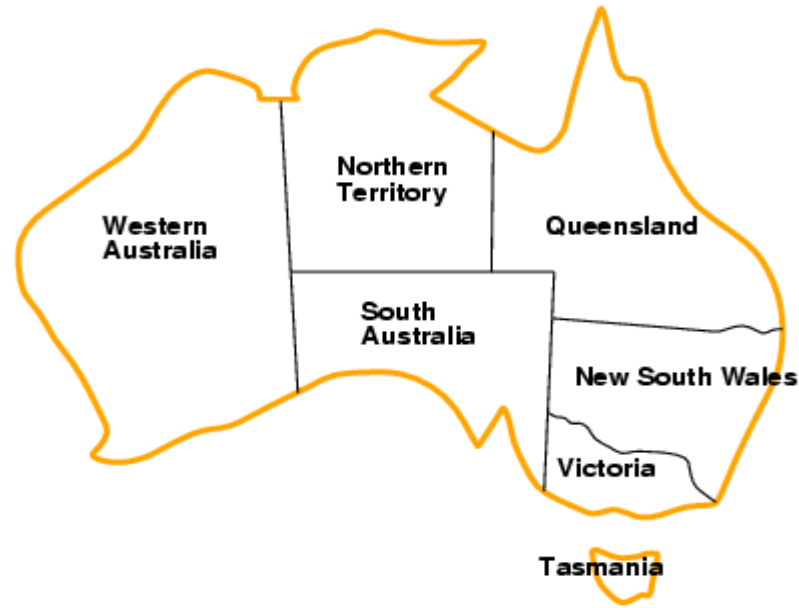 Northern
Territory
Western
Australia
Queensland
South
Australia
New South Wales
Victoria
Tasmania